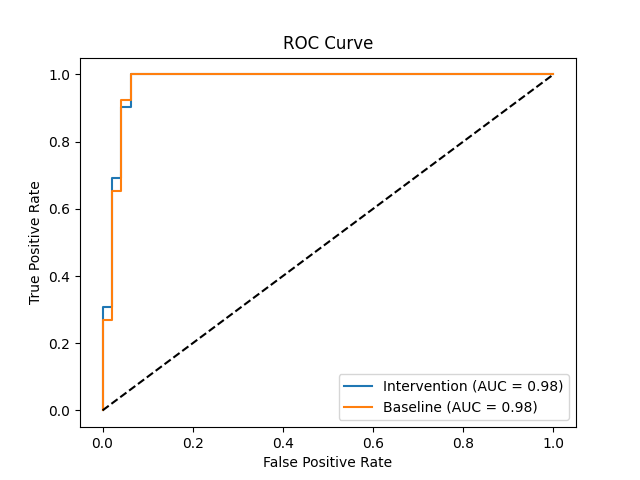 ROC Curve
True Positive Rate
1.0
0.8
0.6
0.4
0.2
0.0
Intervention (AUC = 0.98)
Baseline (AUC = 0.98)
0.0 0.2 0.4 0.6 0.8 1.0
False Positive Rate